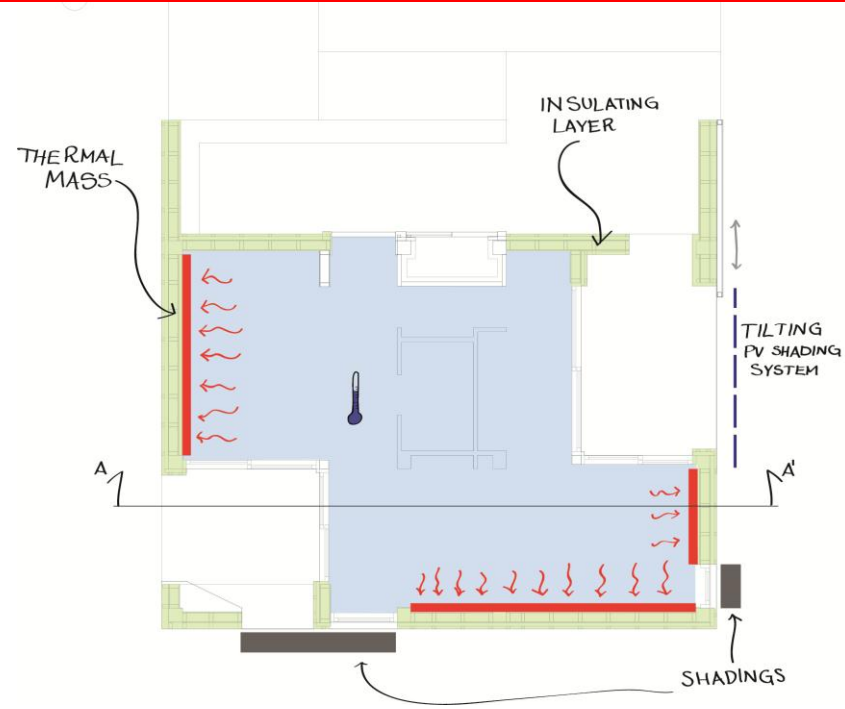 INSULATING
LAYER
THERMAL
MASS
TILTING
PV SHADING
SYSTEM
A
A'
SHADINGS